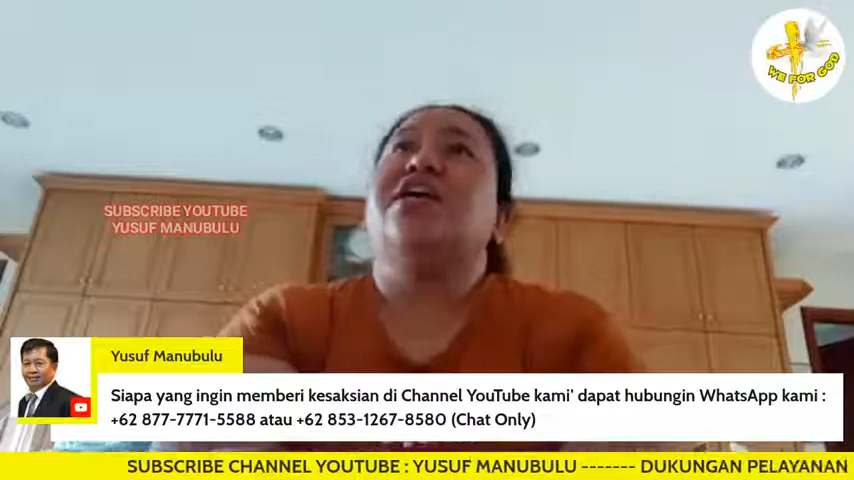 WE FOR GOD
SUBSCRIBE YOUTUBE
YUSUF MANUBULU
Yusuf Manubulu
Siapa yang ingin memberi kesaksian di Channel YouTube kami' dapat hubungin WhatsApp kami :
+62 877-7771-5588 atau +62 853-1267-8580 (Chat Only)
SUBSCRIBE CHANNEL YOUTUBE : YUSUF MANUBULU ------- DUKUNGAN PELAYANAN